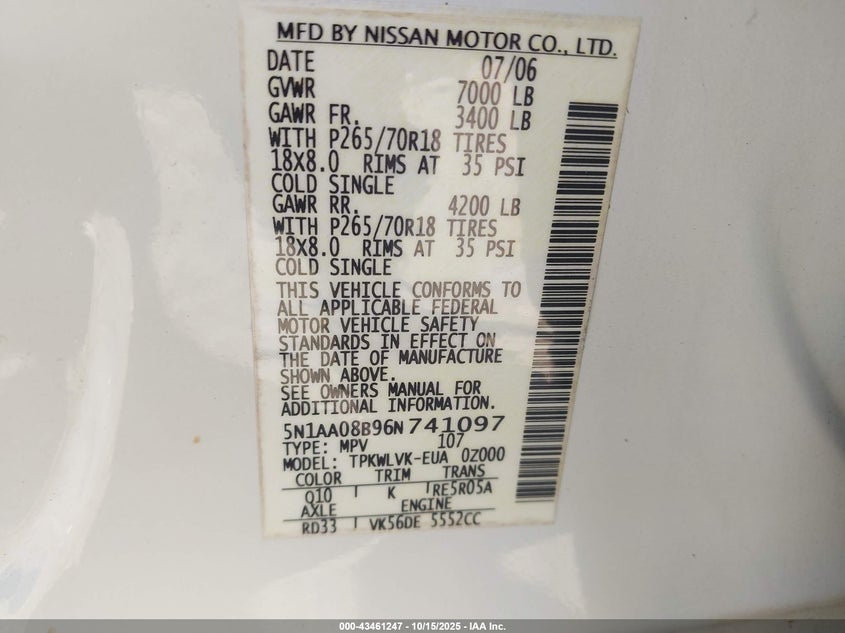 MFD BY NISSAN MOTOR CO., LTD.
DATE 07/06
GVWR 7000 LB
GAWR FR. 3400 LB
WITH P265/70R18 TIRES
18X8.0 RIMS AT 35 PSI
COLD SINGLE
GAWR RR. 4200 LB
WITH P265/70R18 TIRES
18X8.0 RIMS AT 35 PSI
COLD SINGLE
THIS VEHICLE CONFORMS TO
ALL APPLICABLE FEDERAL
MOTOR VEHICLE SAFETY
STANDARDS IN EFFECT ON
THE DATE OF MANUFACTURE
SHOWN ABOVE.
SEE OWNERS MANUAL FOR
ADDITIONAL INFORMATION.
5N1AA08B96N741097
TYPE: MPV 107
MODEL: TPKWLVK-EUA 0Z000
COLOR TRIM TRANS
Q10 K RE5R05A
AXLE ENGINE
RD33 VK56DE 5552CC
000-43461247 - 10/15/2025 - IAA Inc.